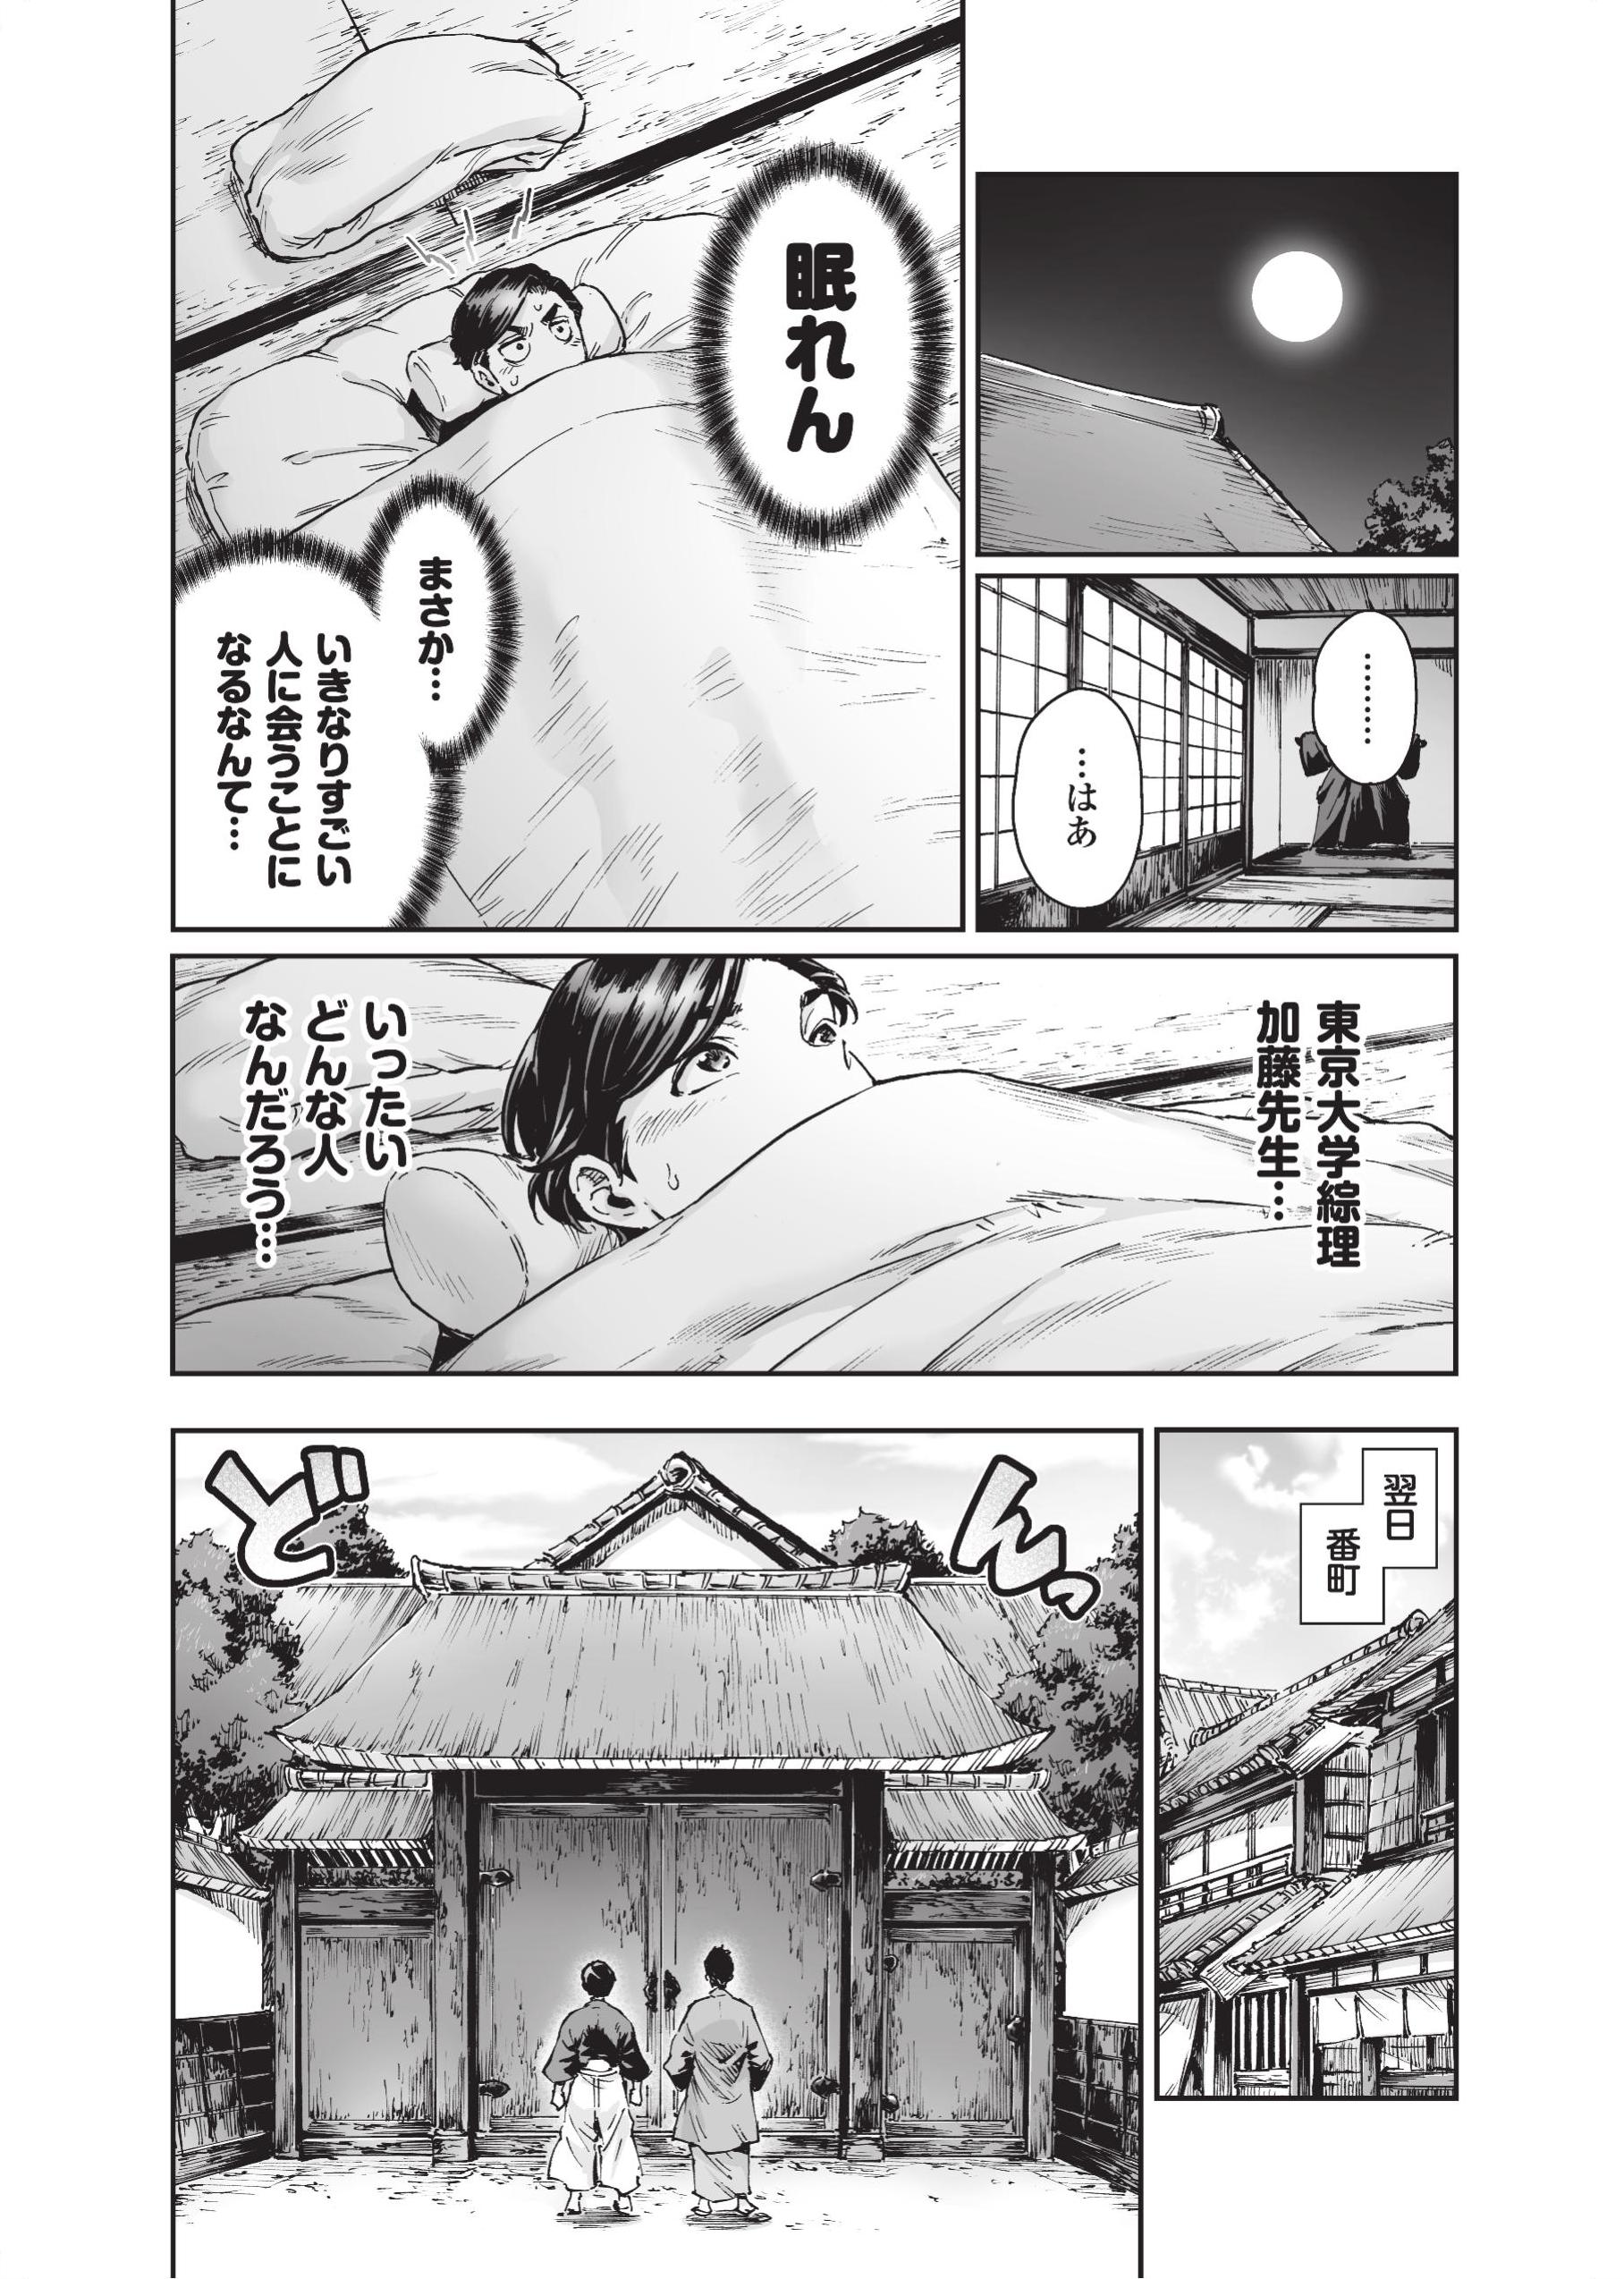 ………
…はあ
眠れん
まさか…
いきなりすごい
人に会うことに
なるなんて…
東京大学綜理
加藤先生…
いったい
どんな人
なんだろう…
翌日
番町
どんっ